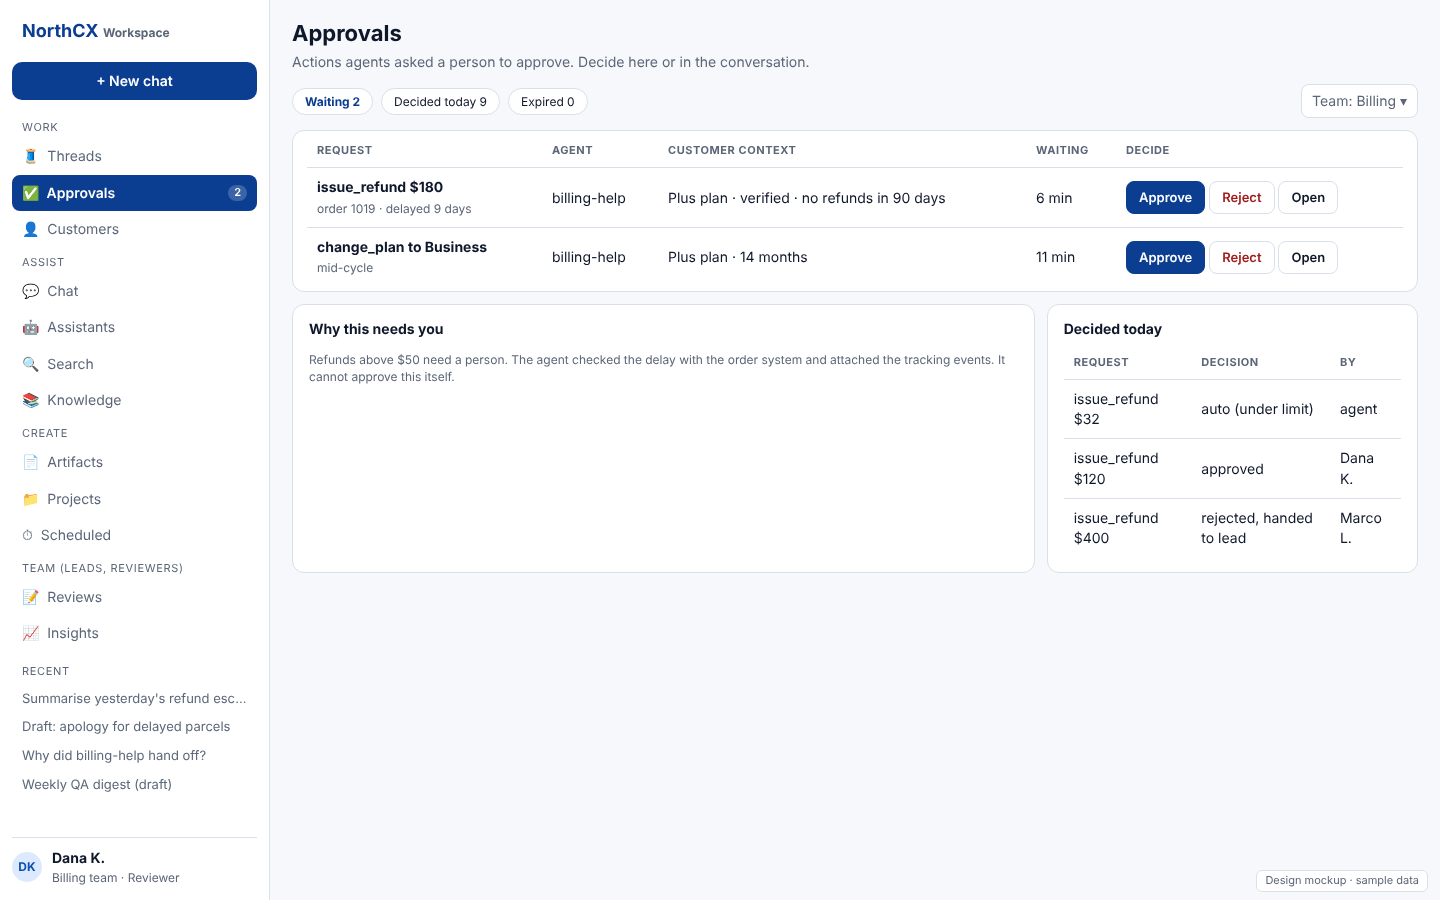 NorthCX Workspace
+ New chat
WORK
Threads
Approvals 2
Customers
ASSIST
Chat
Assistants
Search
Knowledge
CREATE
Artifacts
Projects
Scheduled
TEAM (LEADS, REVIEWERS)
Reviews
Insights
RECENT
Summarise yesterday's refund esc...
Draft: apology for delayed parcels
Why did billing-help hand off?
Weekly QA digest (draft)
DK
Dana K.
Billing team · Reviewer
Approvals
Actions agents asked a person to approve. Decide here or in the conversation.
Waiting 2 Decided today 9 Expired 0 Team: Billing ▾
REQUEST AGENT CUSTOMER CONTEXT WAITING DECIDE
issue_refund $180
order 1019 · delayed 9 days
billing-help Plus plan · verified · no refunds in 90 days 6 min Approve Reject Open
change_plan to Business
mid-cycle
billing-help Plus plan · 14 months 11 min Approve Reject Open
Why this needs you
Refunds above $50 need a person. The agent checked the delay with the order system and attached the tracking events. It
cannot approve this itself.
Decided today
REQUEST DECISION BY
issue_refund
$32
auto (under limit)
agent
issue_refund
$120
approved
Dana
K.
issue_refund
$400
rejected, handed
to lead
Marco
L.
Design mockup · sample data